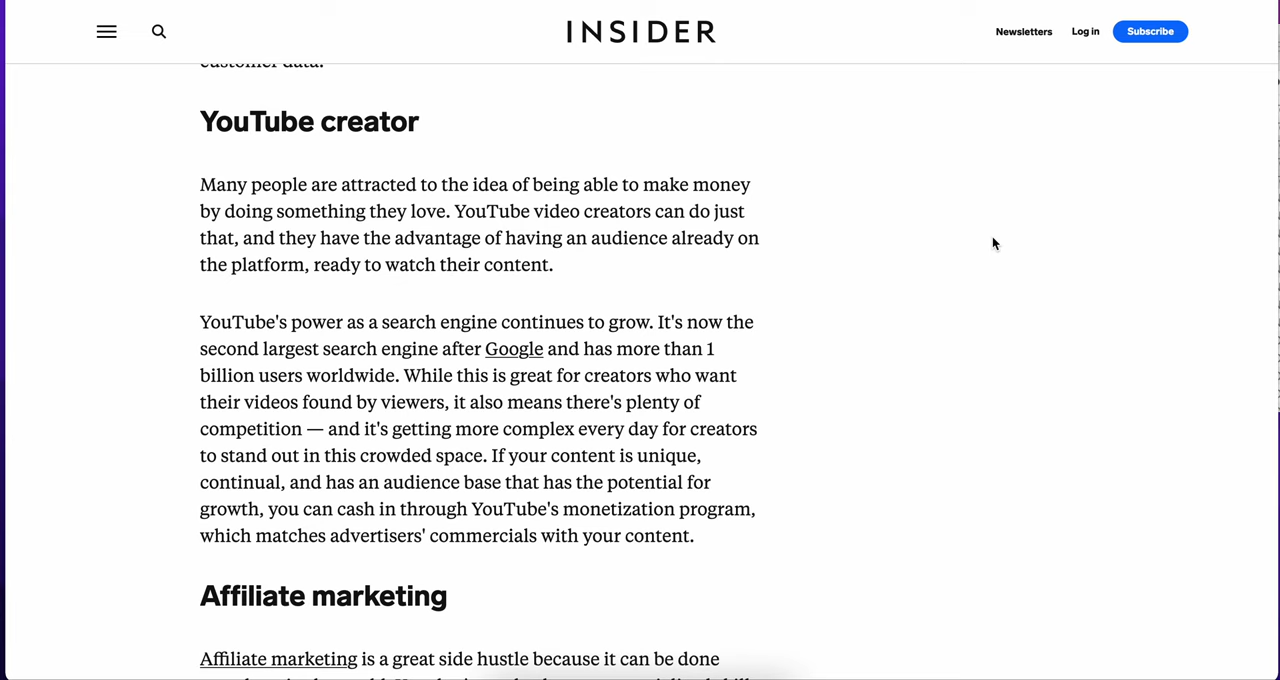 INSIDER
Newsletters
Log in
Subscribe
customer data.
YouTube creator
Many people are attracted to the idea of being able to make money
by doing something they love. YouTube video creators can do just
that, and they have the advantage of having an audience already on
the platform, ready to watch their content.
YouTube's power as a search engine continues to grow. It's now the
second largest search engine after Google and has more than 1
billion users worldwide. While this is great for creators who want
their videos found by viewers, it also means there's plenty of
competition — and it's getting more complex every day for creators
to stand out in this crowded space. If your content is unique,
continual, and has an audience base that has the potential for
growth, you can cash in through YouTube's monetization program,
which matches advertisers' commercials with your content.
Affiliate marketing
Affiliate marketing is a great side hustle because it can be done